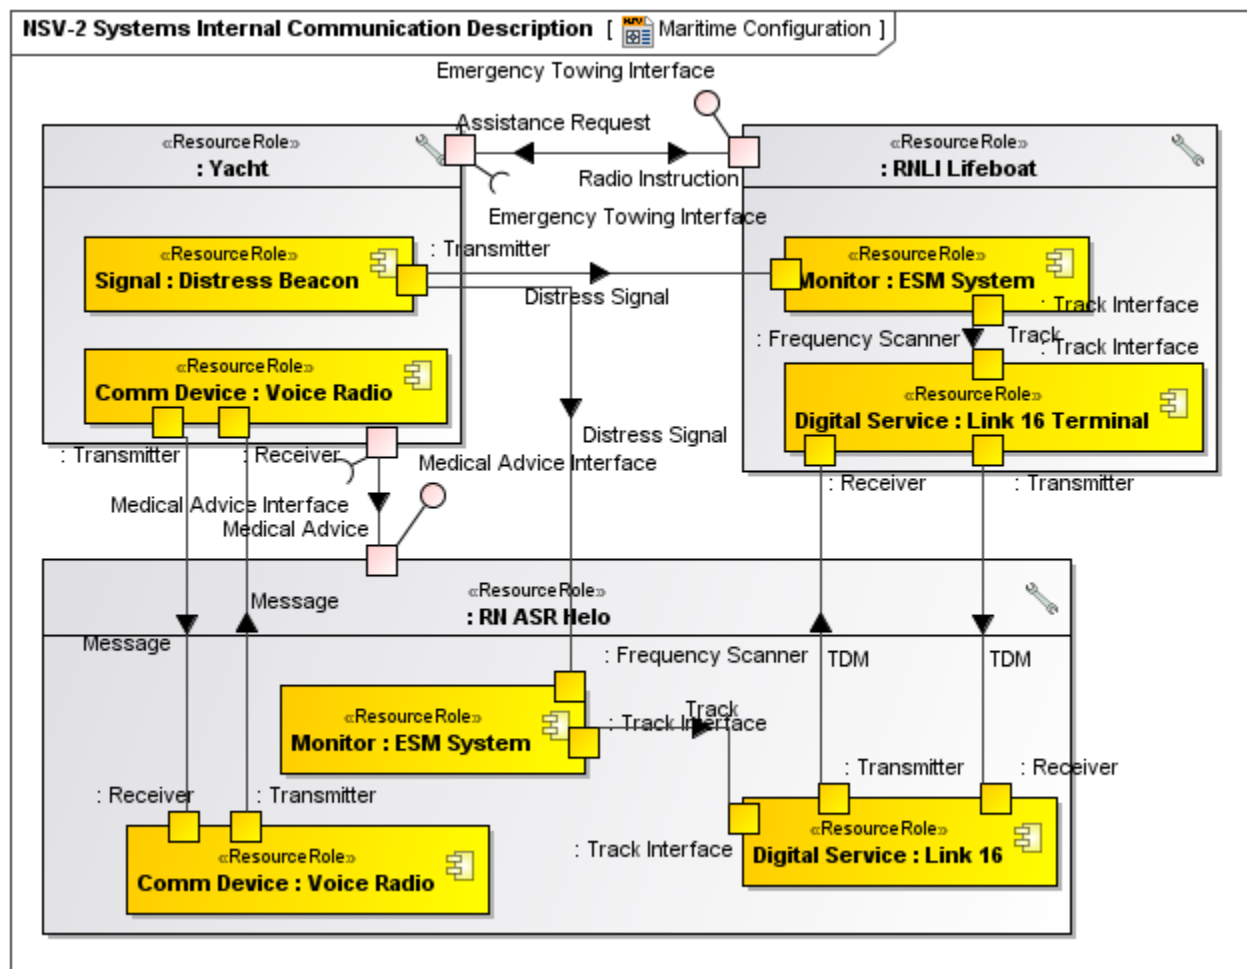 NSV-2 Systems Internal Communication Description [ NSV Maritime Configuration ]
Emergency Towing Interface
Assistance Request
«ResourceRole»
: Yacht
«ResourceRole»
: RNLI Lifeboat
Radio Instruction
Emergency Towing Interface
«ResourceRole»
Signal : Distress Beacon
: Transmitter
Distress Signal
«ResourceRole»
Monitor : ESM System
: Track Interface
: Frequency Scanner
Track
: Track Interface
«ResourceRole»
Comm Device : Voice Radio
«ResourceRole»
Digital Service : Link 16 Terminal
Distress Signal
: Transmitter
: Receiver
Medical Advice Interface
: Receiver
: Transmitter
Medical Advice Interface
Medical Advice
«ResourceRole»
: RN ASR Helo
Message
Message
: Frequency Scanner
TDM
TDM
«ResourceRole»
Monitor : ESM System
Track
: Track Interface
: Receiver
: Transmitter
: Transmitter
: Receiver
«ResourceRole»
Comm Device : Voice Radio
: Track Interface
«ResourceRole»
Digital Service : Link 16